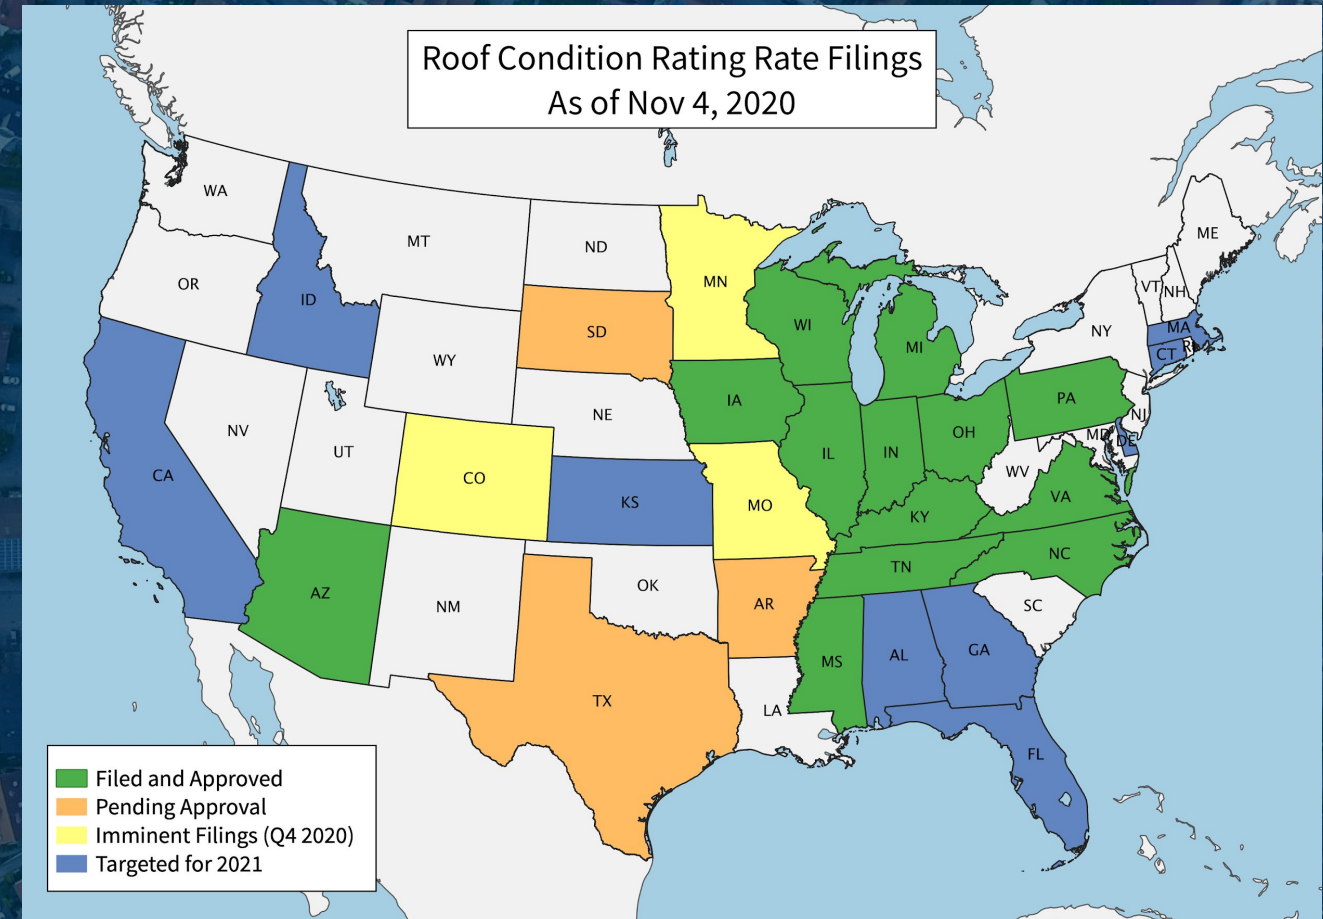 Roof Condition Rating Rate Filings
As of Nov 4, 2020
WA
MT
ND
ME
OR
ID
MN
VT
NH
SD
WI
NY
MA
WY
MI
CT
RI
IA
PA
NE
NV
UT
OH
NJ
IL
IN
MD
DE
CA
CO
WV
KS
MO
VA
KY
NC
TN
AZ
OK
NM
AR
SC
MS
AL
GA
TX
LA
FL
Filed and Approved
Pending Approval
Imminent Filings (Q4 2020)
Targeted for 2021